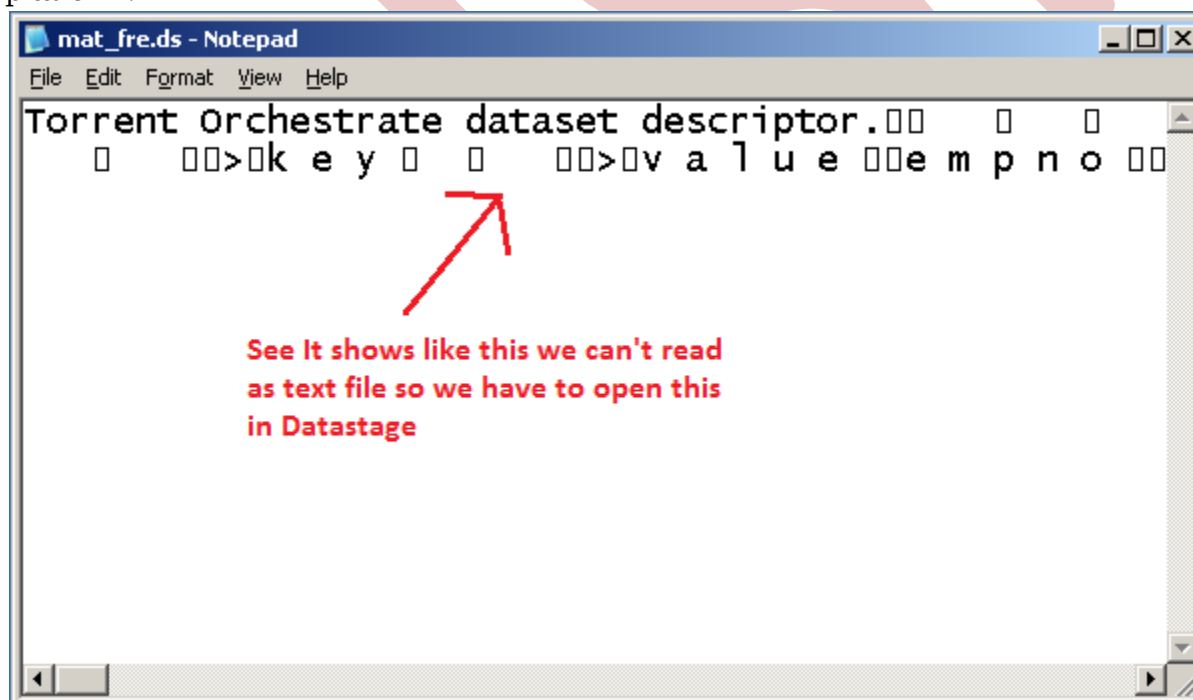 mat_fre.ds - Notepad
File Edit Format View Help
Torrent Orchestrate dataset descriptor.▯▯ ▯ ▯
▯ ▯▯>▯k e y ▯ ▯ ▯▯>▯v a l u e ▯▯e m p n o ▯▯
See It shows like this we can't read
as text file so we have to open this
in Datastage